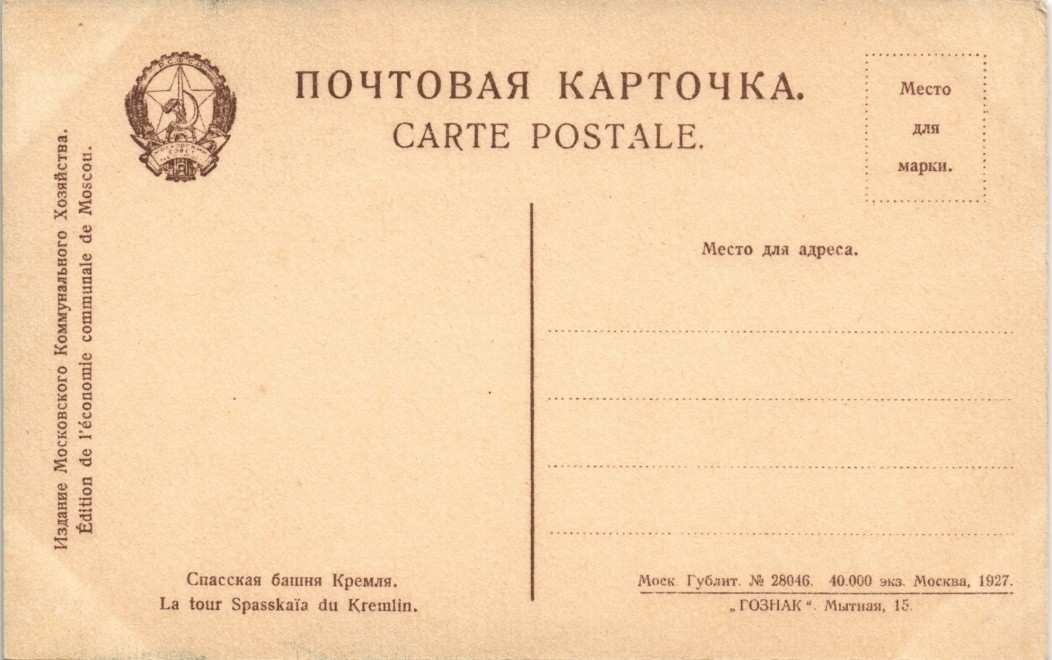 Р.С.Ф.С.Р.
МОСКОВСКИЙ
СОВЕТ
ПОЧТОВАЯ КАРТОЧКА.
CARTE POSTALE.
Место
для
марки.
Издание Московского Коммунального Хозяйства.
Édition de l'économie communale de Moscou.
Место для адреса.
Спасская башня Кремля.
La tour Spasskaïa du Kremlin.
Моск. Гублит. № 28046. 40.000 экз. Москва, 1927.
„ГОЗНАК“. Мытная, 15.